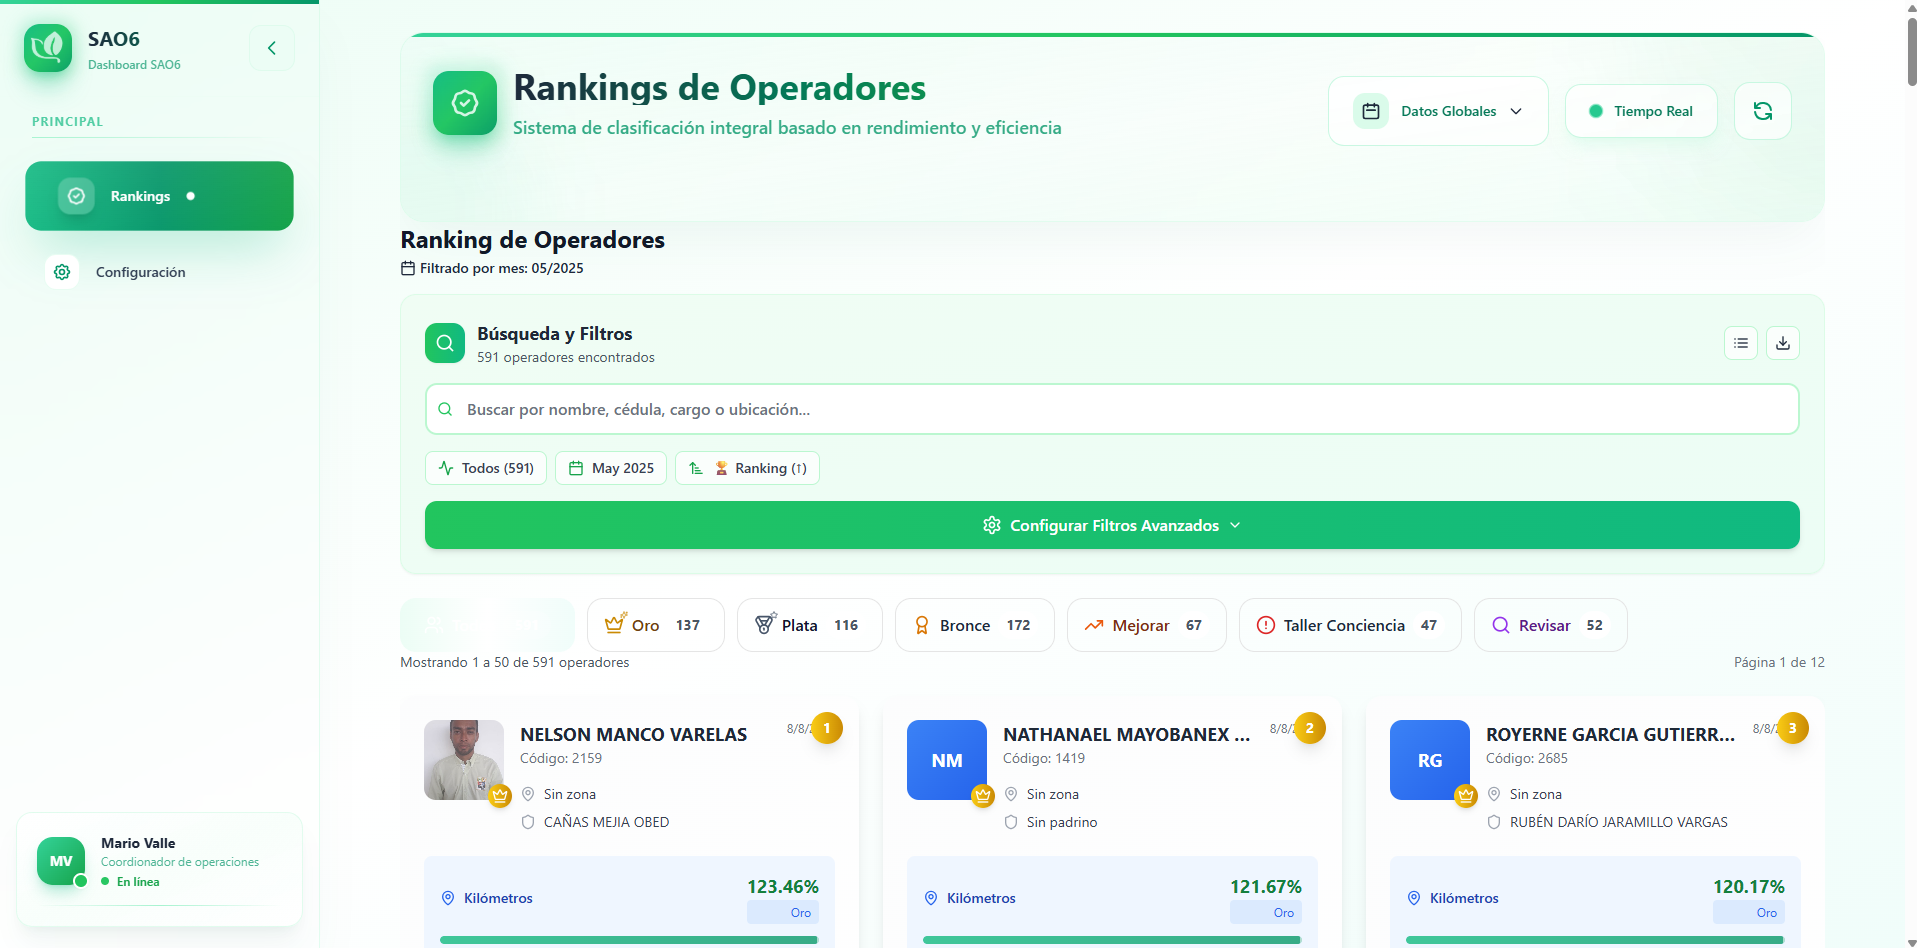 SAO6
Dashboard SAO6
PRINCIPAL
Rankings
Configuración
MV
Mario Valle
Coordinador de operaciones
En línea
Rankings de Operadores
Sistema de clasificación integral basado en rendimiento y eficiencia
Datos Globales
Tiempo Real
Ranking de Operadores
Filtrado por mes: 05/2025
Búsqueda y Filtros
591 operadores encontrados
Buscar por nombre, cédula, cargo o ubicación...
Todos (591)
May 2025
Ranking (↑)
Configurar Filtros Avanzados
Oro 137
Plata 116
Bronce 172
Mejorar 67
Taller Conciencia 47
Revisar 52
Mostrando 1 a 50 de 591 operadores
Página 1 de 12
NELSON MANCO VARELAS
8/8/
1
Código: 2159
Sin zona
CAÑAS MEJIA OBED
Kilómetros
123.46%
Oro
NM
NATHANAEL MAYOBANEX ...
8/8/
2
Código: 1419
Sin zona
Sin padrino
Kilómetros
121.67%
Oro
RG
ROYERNE GARCIA GUTIERR...
8/8/
3
Código: 2685
Sin zona
RUBÉN DARÍO JARAMILLO VARGAS
Kilómetros
120.17%
Oro